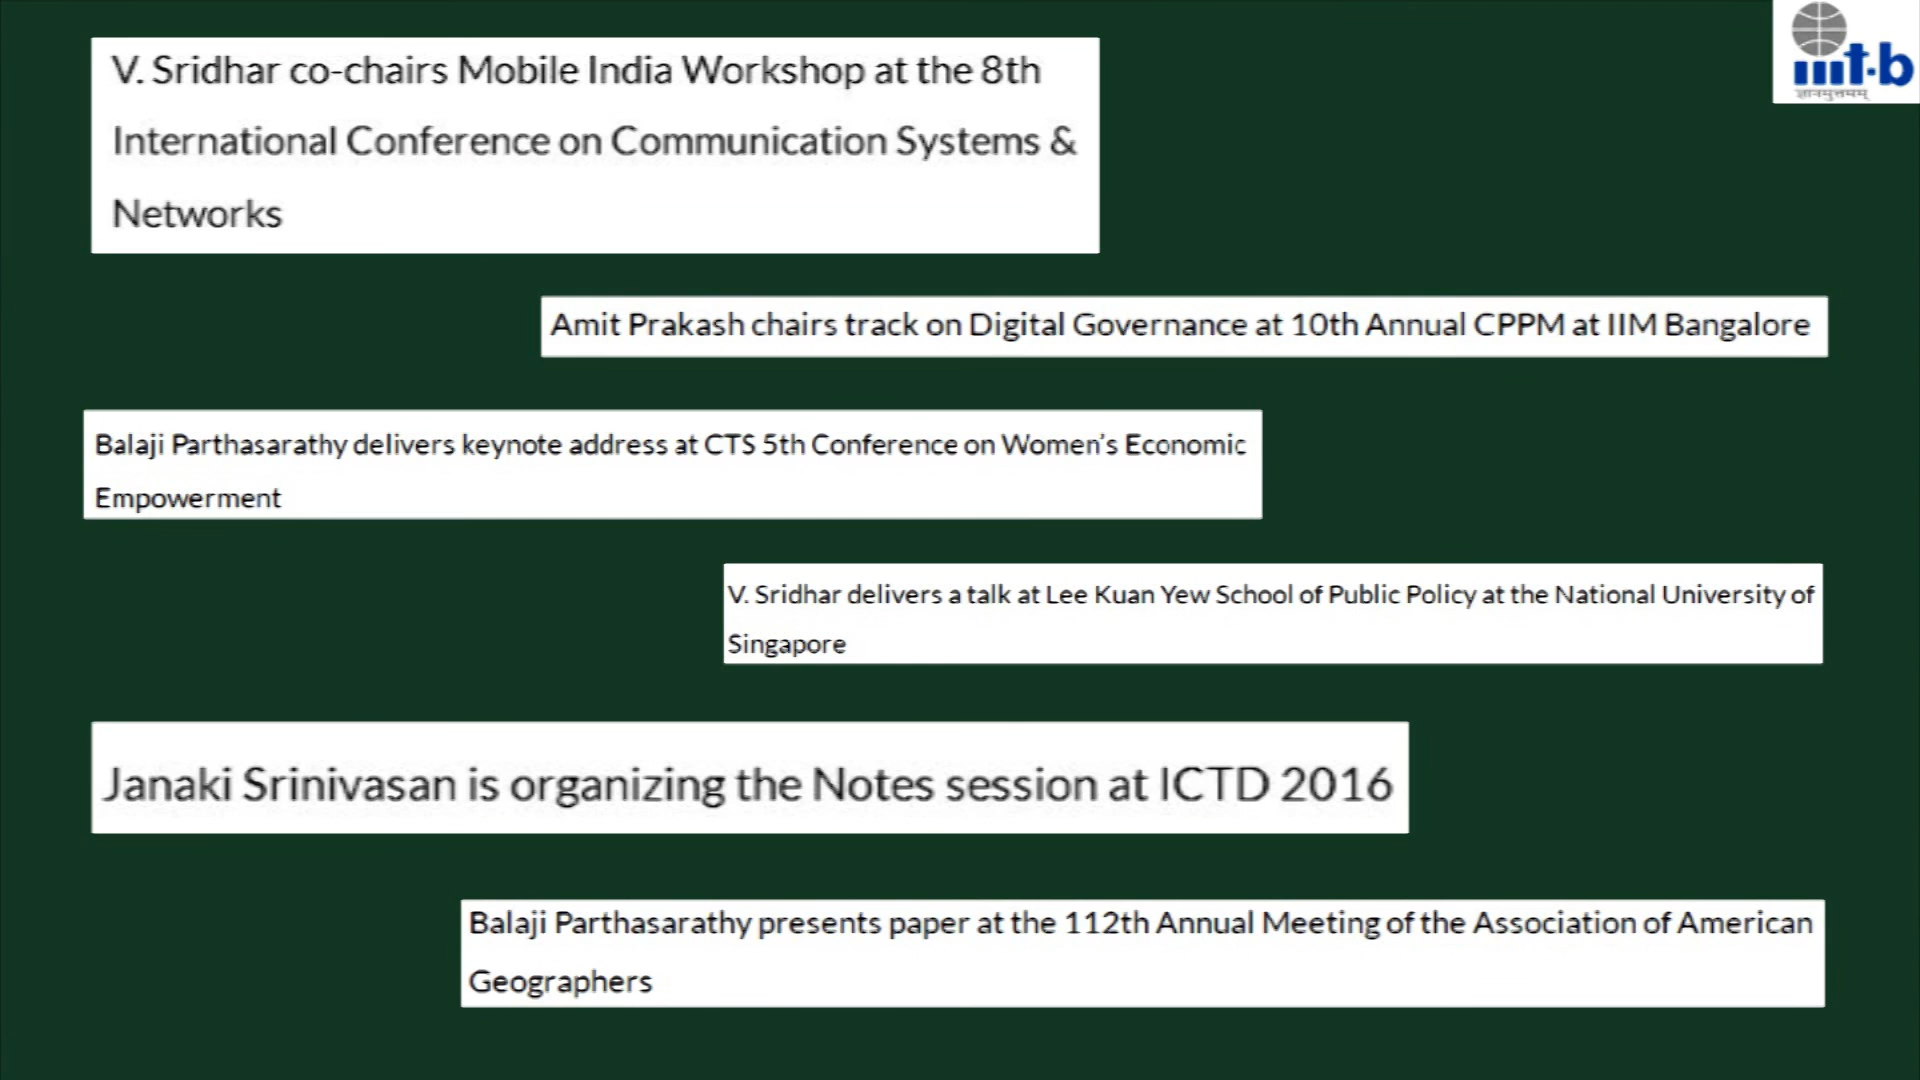 V. Sridhar co-chairs Mobile India Workshop at the 8th
International Conference on Communication Systems &
Networks
iiit-b
ज्ञानमुत्तमम्
Amit Prakash chairs track on Digital Governance at 10th Annual CPPM at IIM Bangalore
Balaji Parthasarathy delivers keynote address at CTS 5th Conference on Women's Economic
Empowerment
V. Sridhar delivers a talk at Lee Kuan Yew School of Public Policy at the National University of
Singapore
Janaki Srinivasan is organizing the Notes session at ICTD 2016
Balaji Parthasarathy presents paper at the 112th Annual Meeting of the Association of American
Geographers